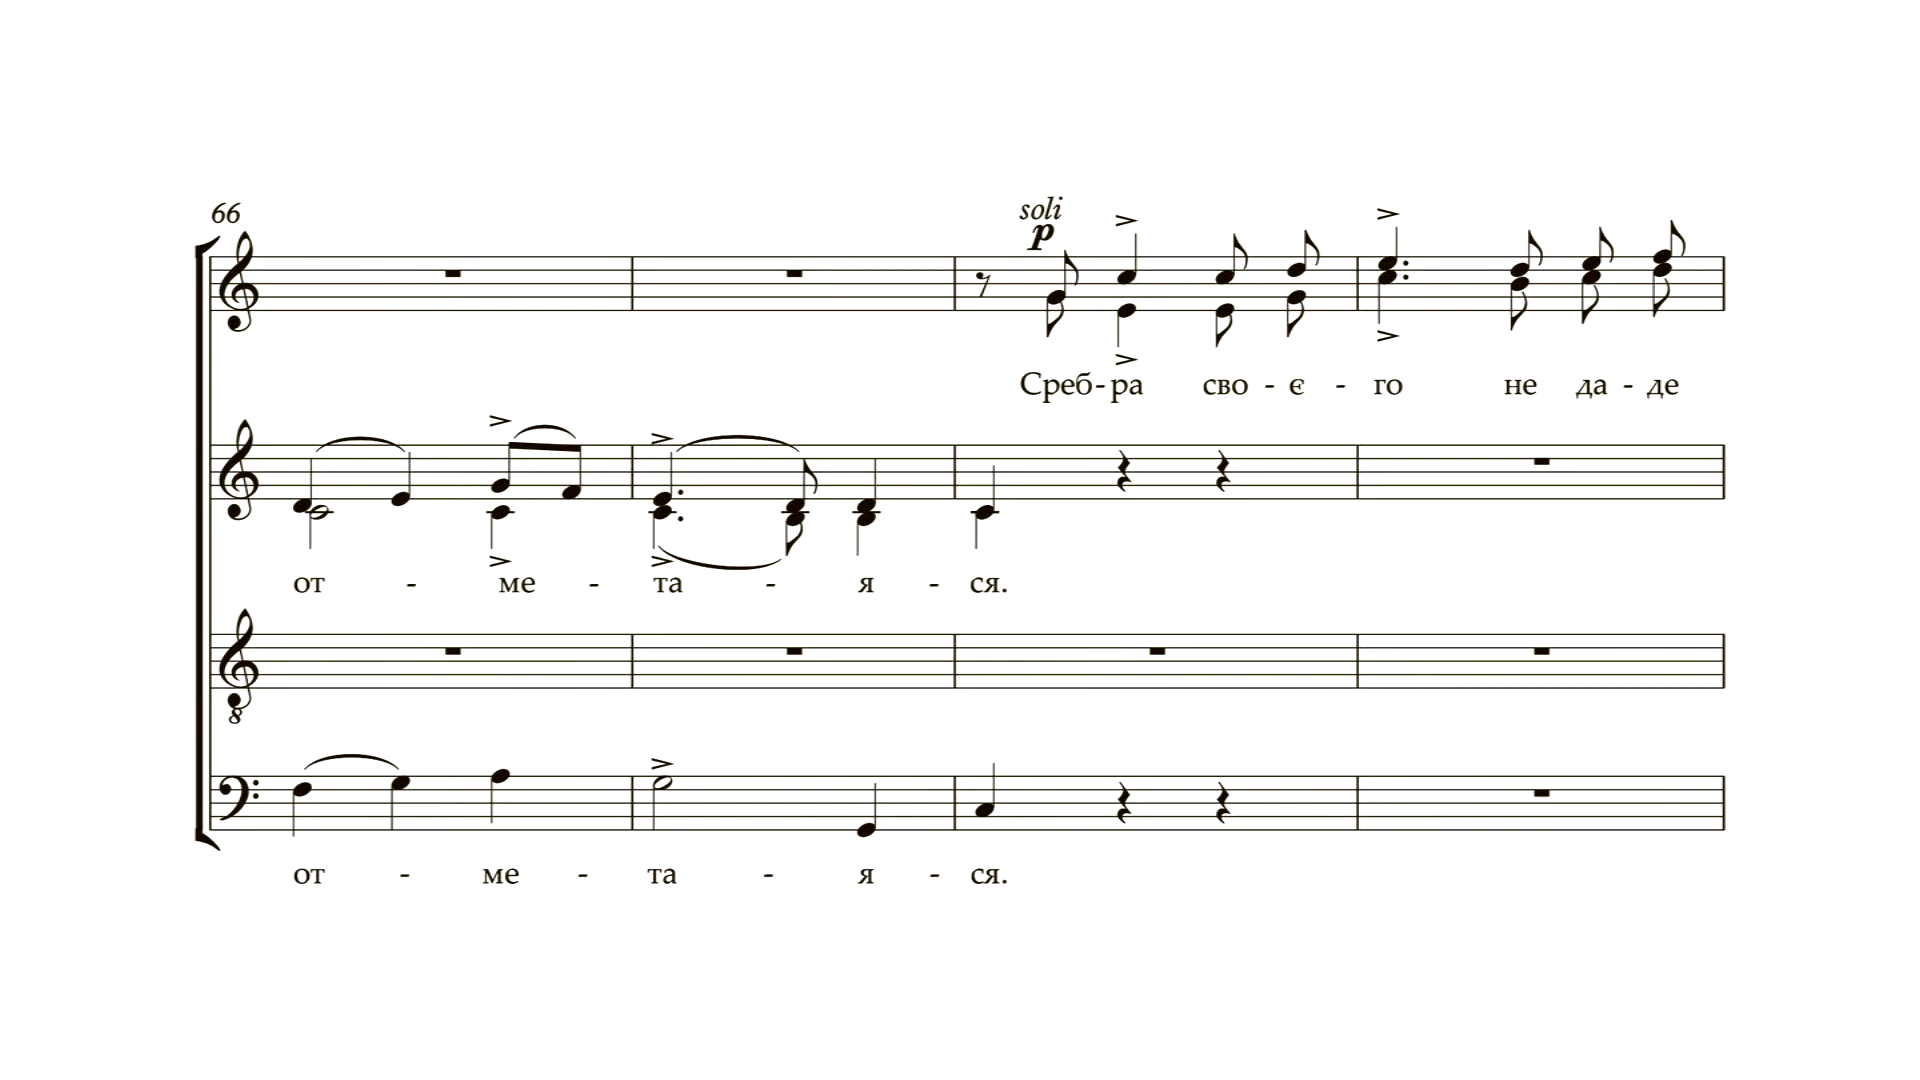 66
soli
p
Среб-ра сво - є - го не да - де
от - ме - та - я - ся.
8
от - ме - та - я - ся.